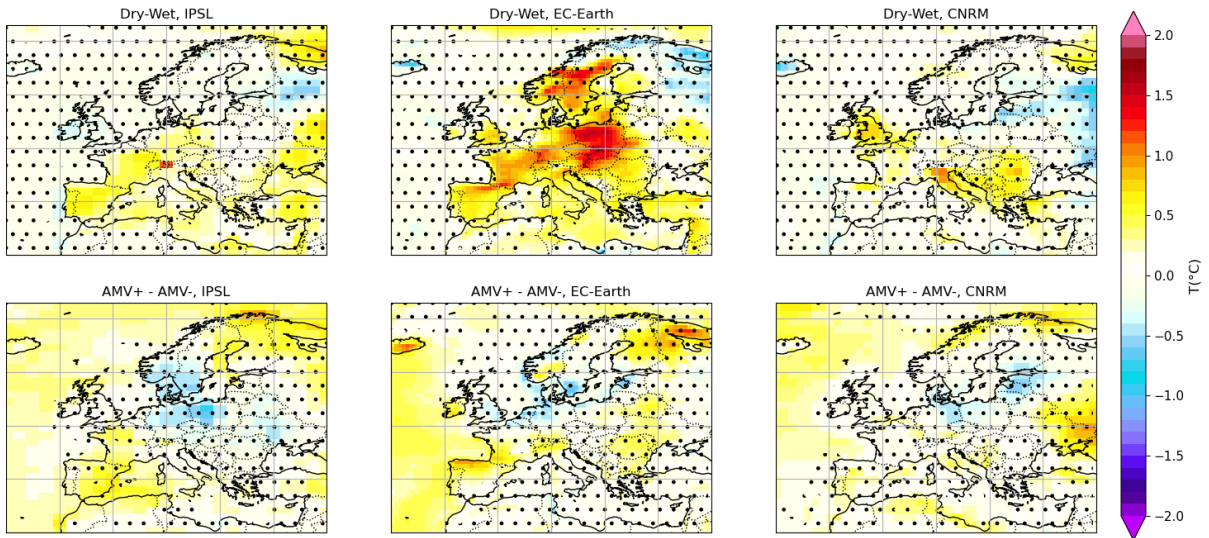 Dry-Wet, IPSL
Dry-Wet, EC-Earth
Dry-Wet, CNRM
AMV+ - AMV-, IPSL
AMV+ - AMV-, EC-Earth
AMV+ - AMV-, CNRM
2.0
1.5
1.0
0.5
0.0
−0.5
−1.0
−1.5
−2.0
T(°C)